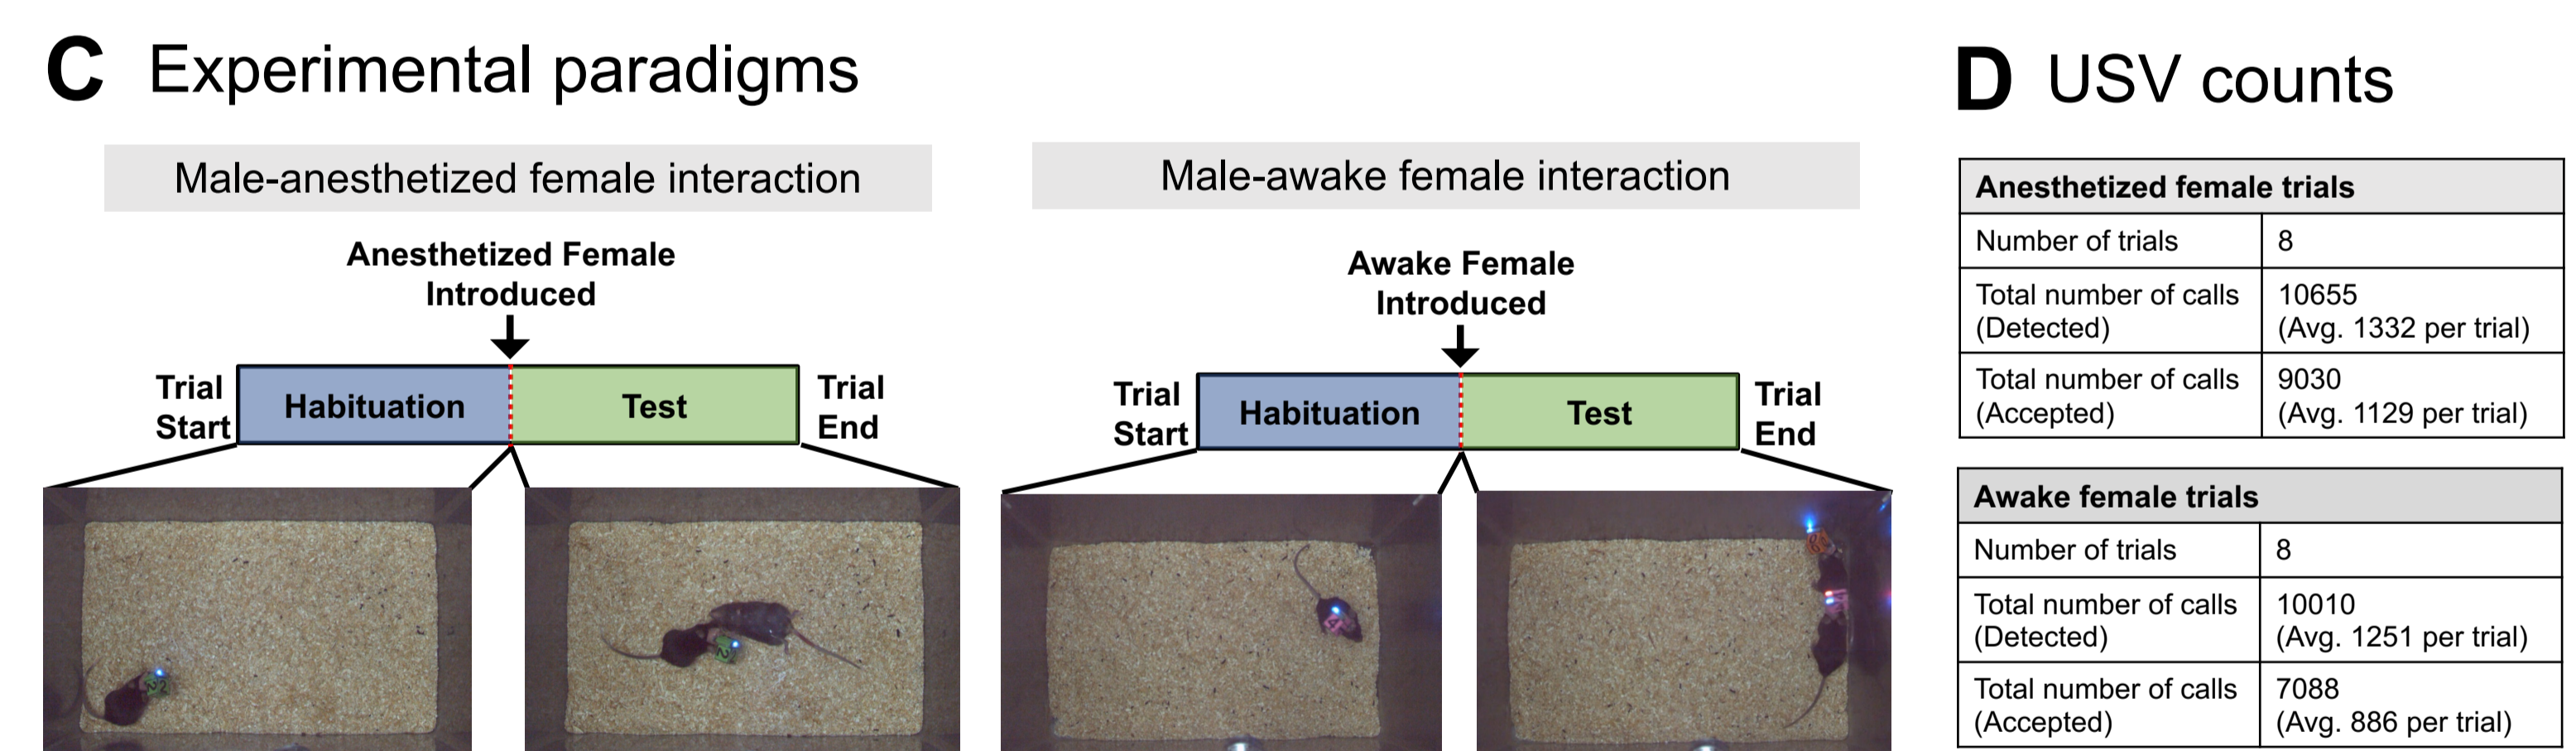 C Experimental paradigms
Male-anesthetized female interaction
Anesthetized Female
Introduced
Trial
Start
Habituation
Test
Trial
End
Male-awake female interaction
Awake Female
Introduced
Trial
Start
Habituation
Test
Trial
End
D USV counts
Anesthetized female trials
Number of trials 8
Total number of calls 10655
(Detected) (Avg. 1332 per trial)
Total number of calls 9030
(Accepted) (Avg. 1129 per trial)
Awake female trials
Number of trials 8
Total number of calls 10010
(Detected) (Avg. 1251 per trial)
Total number of calls 7088
(Accepted) (Avg. 886 per trial)